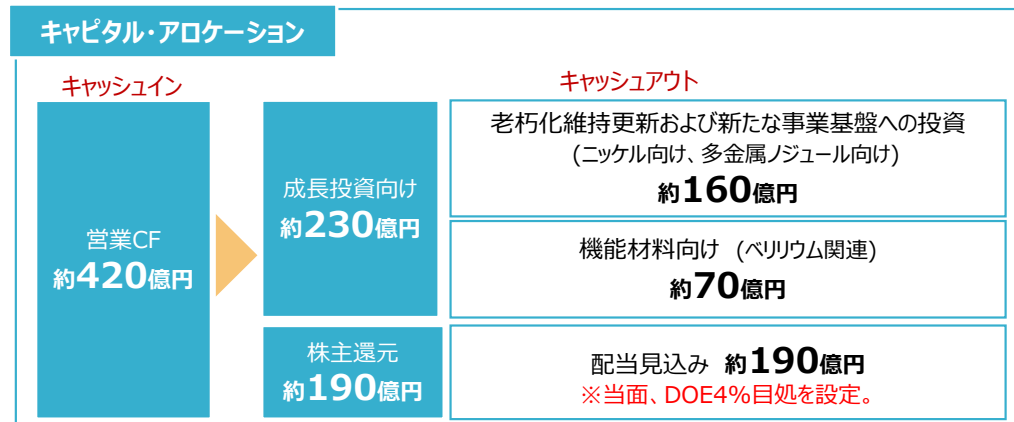 キャピタル・アロケーション
キャッシュイン
キャッシュアウト
営業CF
約420億円
成長投資向け
約230億円
老朽化維持更新および新たな事業基盤への投資
(ニッケル向け、多金属ノジュール向け)
約160億円
機能材料向け (ベリリウム関連)
約70億円
株主還元
約190億円
配当見込み 約190億円
※当面、DOE4%目処を設定。